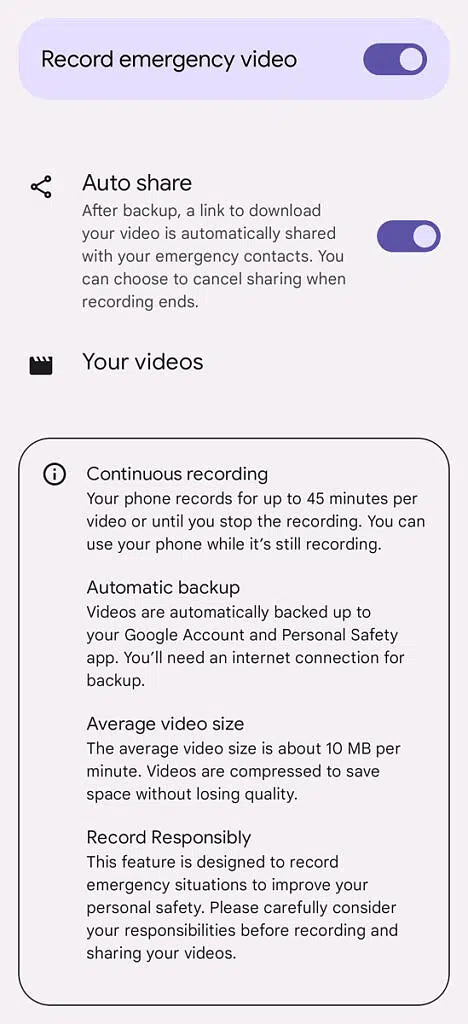 Record emergency video
Auto share
After backup, a link to download
your video is automatically shared
with your emergency contacts. You
can choose to cancel sharing when
recording ends.
Your videos
Continuous recording
Your phone records for up to 45 minutes per
video or until you stop the recording. You can
use your phone while it’s still recording.
Automatic backup
Videos are automatically backed up to
your Google Account and Personal Safety
app. You’ll need an internet connection for
backup.
Average video size
The average video size is about 10 MB per
minute. Videos are compressed to save
space without losing quality.
Record Responsibly
This feature is designed to record
emergency situations to improve your
personal safety. Please carefully consider
your responsibilities before recording and
sharing your videos.